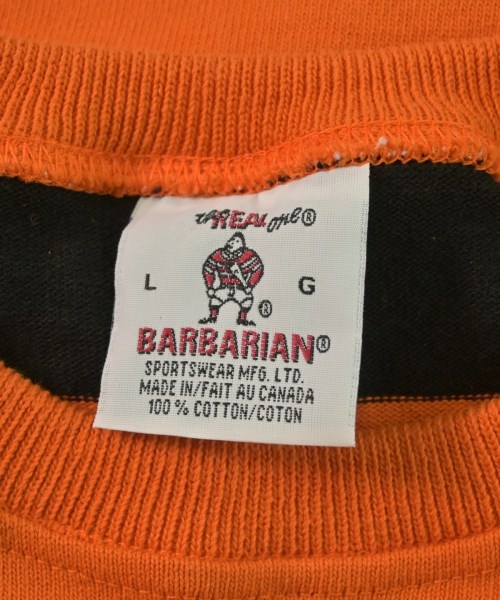 the REAL one®
L G
®
BARBARIAN®
SPORTSWEAR MFG. LTD.
MADE IN/FAIT AU CANADA
100 % COTTON/COTON